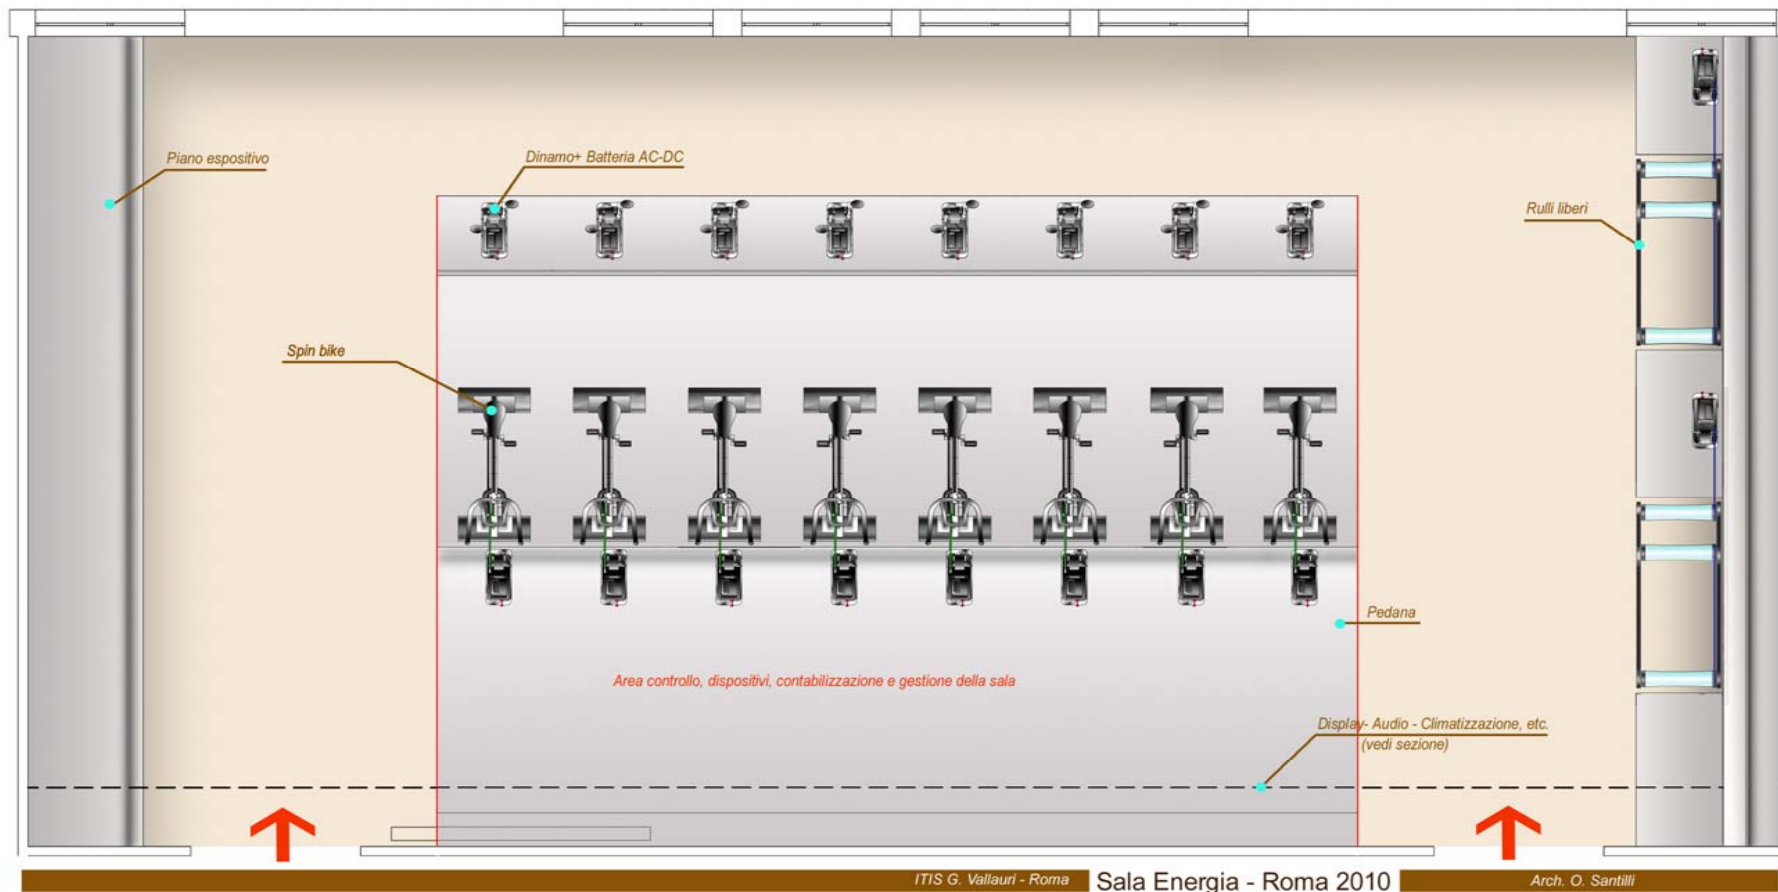 Piano espositivo
Dinamo+ Batteria AC-DC
Rulli liberi
Spin bike
Pedana
Area controllo, dispositivi, contabilizzazione e gestione della sala
Display- Audio - Climatizzazione, etc.
(vedi sezione)
ITIS G. Vallauri - Roma
Sala Energia - Roma 2010
Arch. O. Santilli